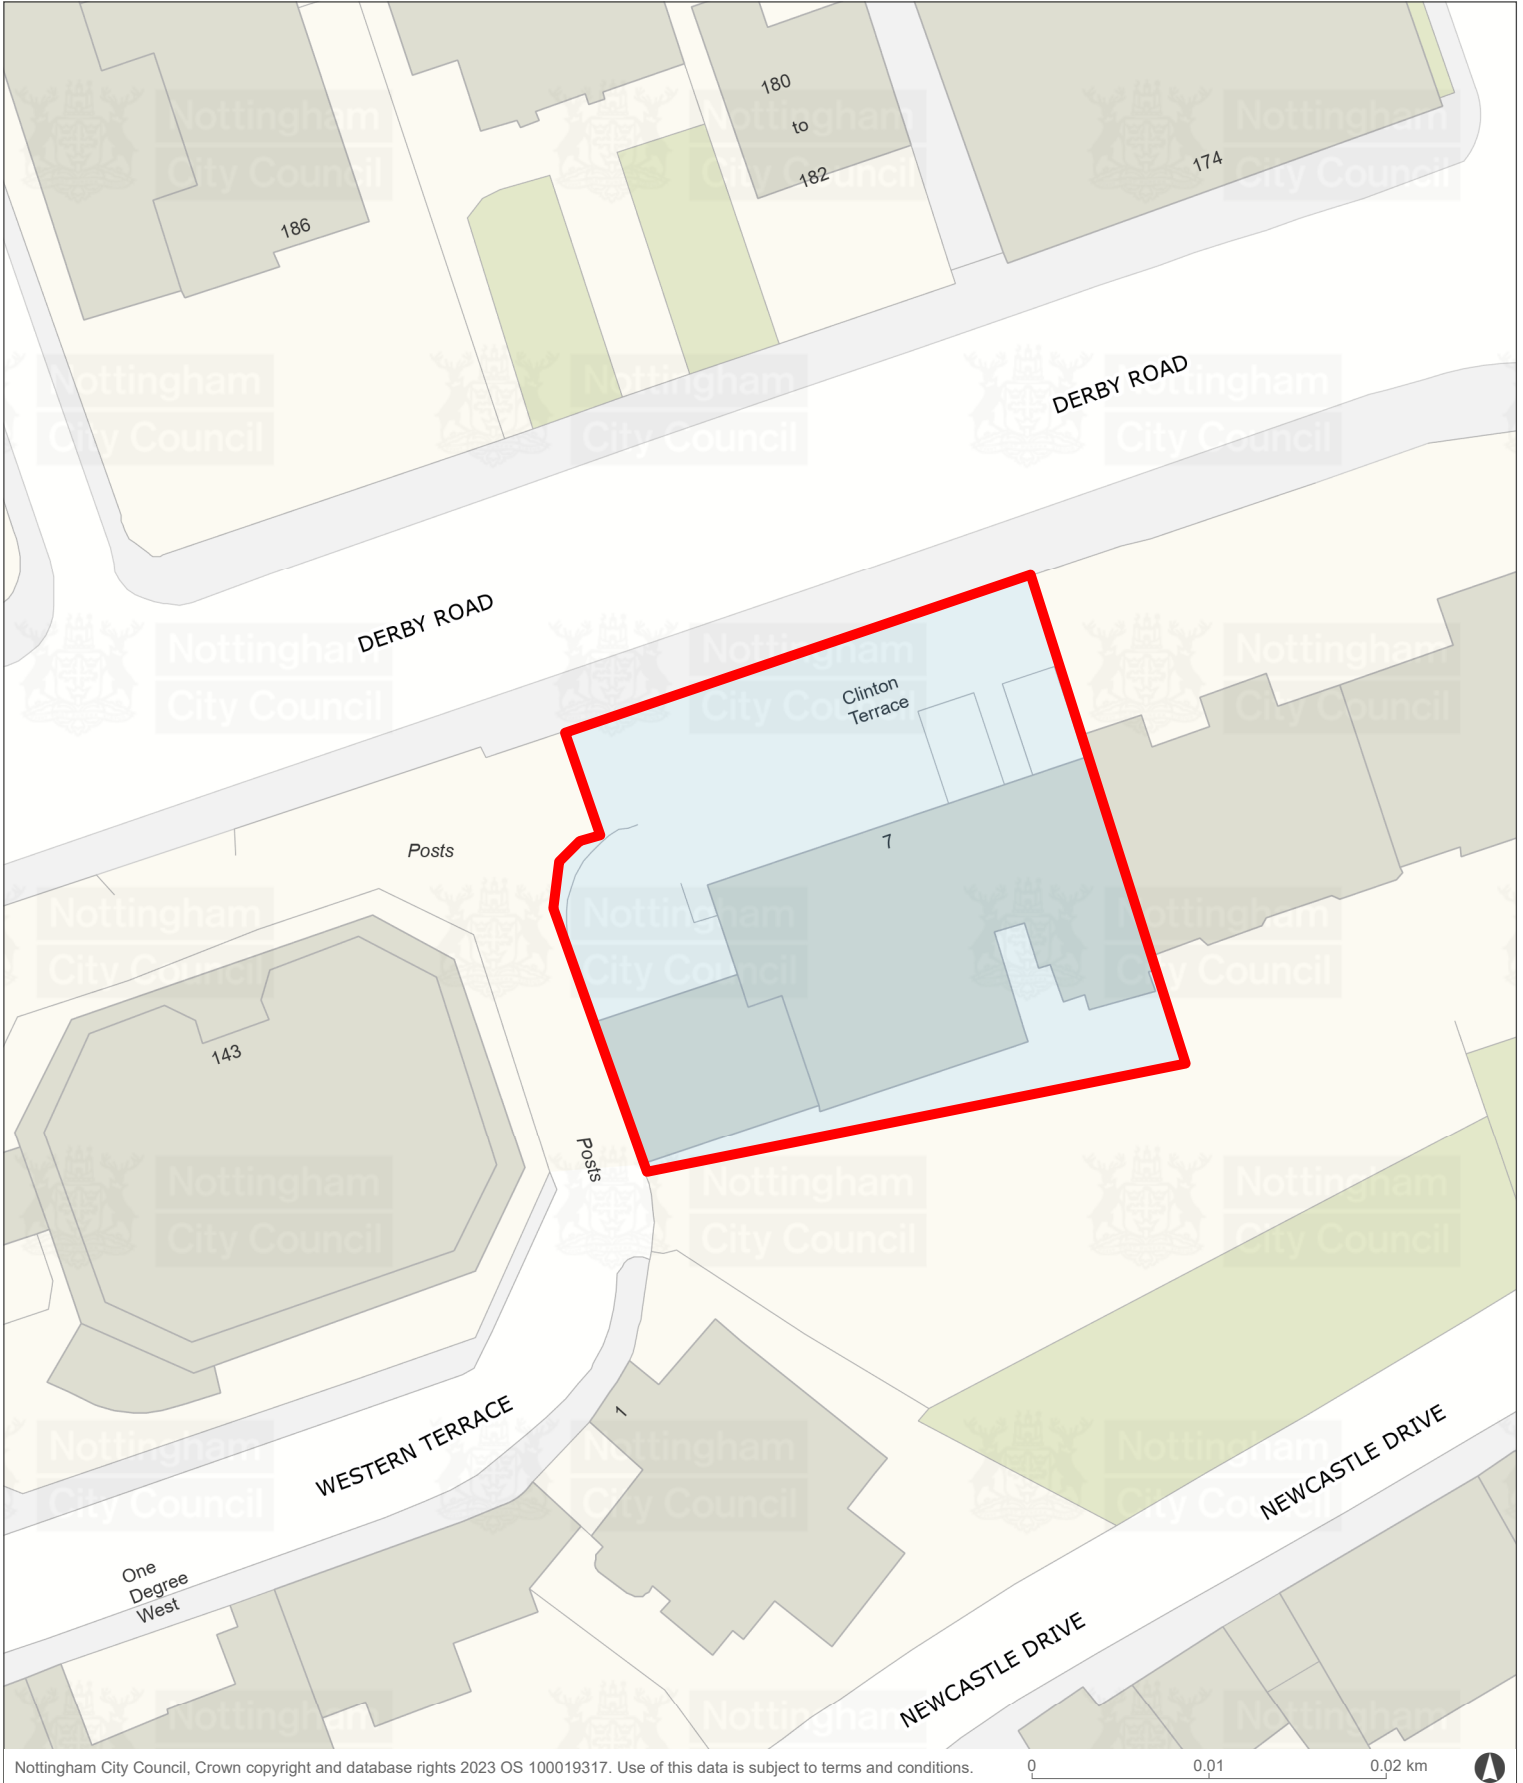 180
to
182
174
186
DERBY ROAD
DERBY ROAD
Clinton
Terrace
7
Posts
143
Posts
1
WESTERN TERRACE
NEWCASTLE DRIVE
One
Degree
West
NEWCASTLE DRIVE
Nottingham
City Council
Nottingham City Council, Crown copyright and database rights 2023 OS 100019317. Use of this data is subject to terms and conditions.
0 0.01 0.02 km